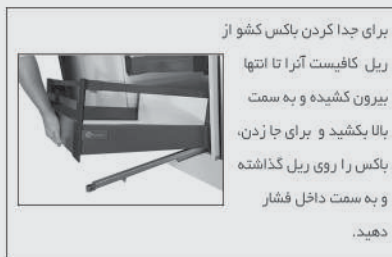 برای جدا کردن باکس کشو از
ریل کافیست آنرا تا انتها
بیرون کشیده و به سمت
بالا بکشید و برای جا زدن،
باکس را روی ریل گذاشته
و به سمت داخل فشار
دهید.